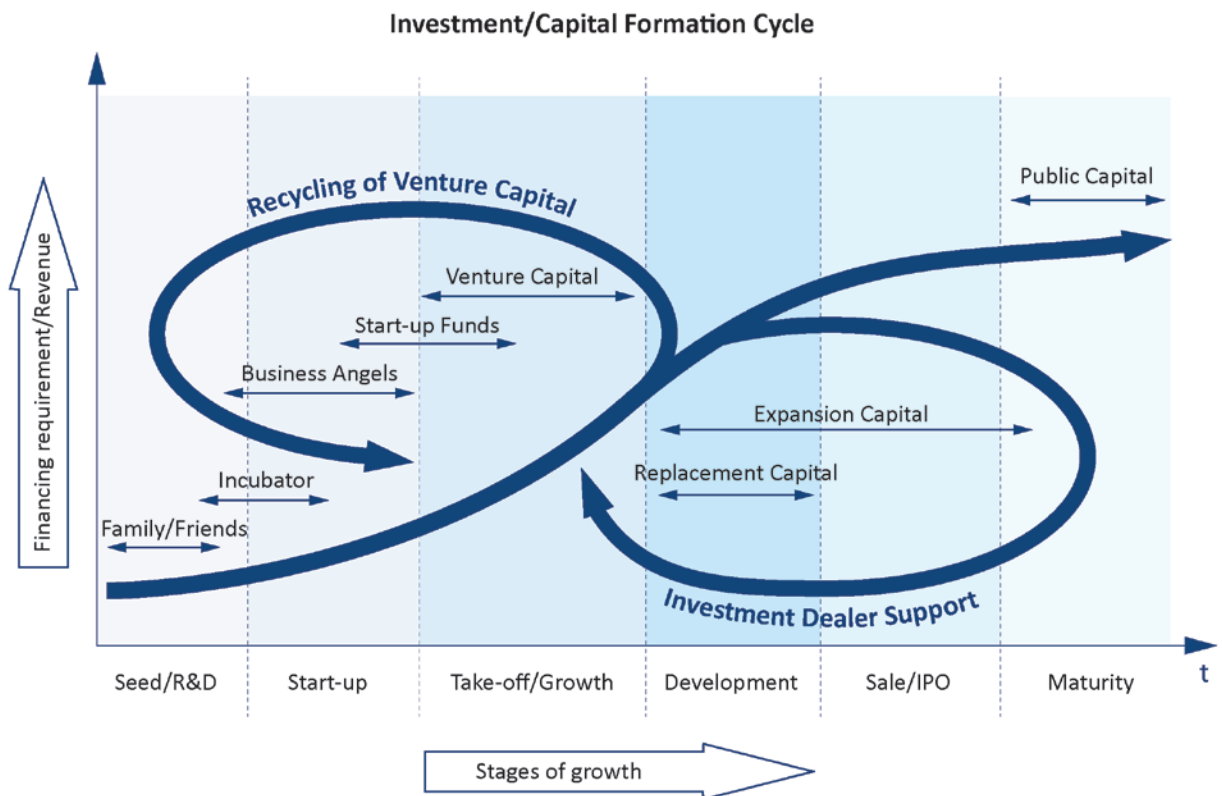 Investment/Capital Formation Cycle
Financing requirement/Revenue
Recycling of Venture Capital
Public Capital
Venture Capital
Start-up Funds
Business Angels
Expansion Capital
Replacement Capital
Incubator
Family/Friends
Investment Dealer Support
t
Seed/R&D
Start-up
Take-off/Growth
Development
Sale/IPO
Maturity
Stages of growth